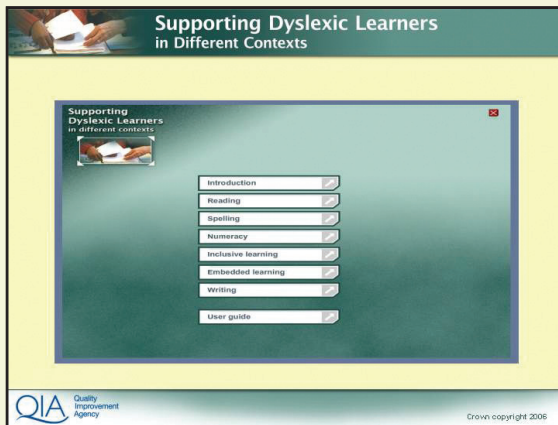 Supporting Dyslexic Learners
in Different Contexts
Supporting
Dyslexic Learners
in different contexts
Introduction
Reading
Spelling
Numeracy
Inclusive learning
Embedded learning
Writing
User guide
QIA
Quality
Improvement
Agency
Crown copyright 2006